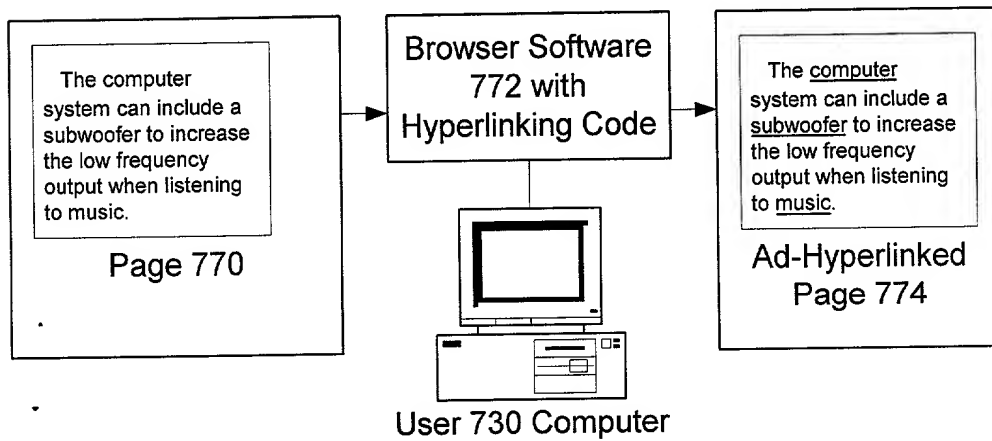 The computer
system can include a
subwoofer to increase
the low frequency
output when listening
to music.
Page 770
Browser Software
772 with
Hyperlinking Code
User 730 Computer
The computer
system can include a
subwoofer to increase
the low frequency
output when listening
to music.
Ad-Hyperlinked
Page 774